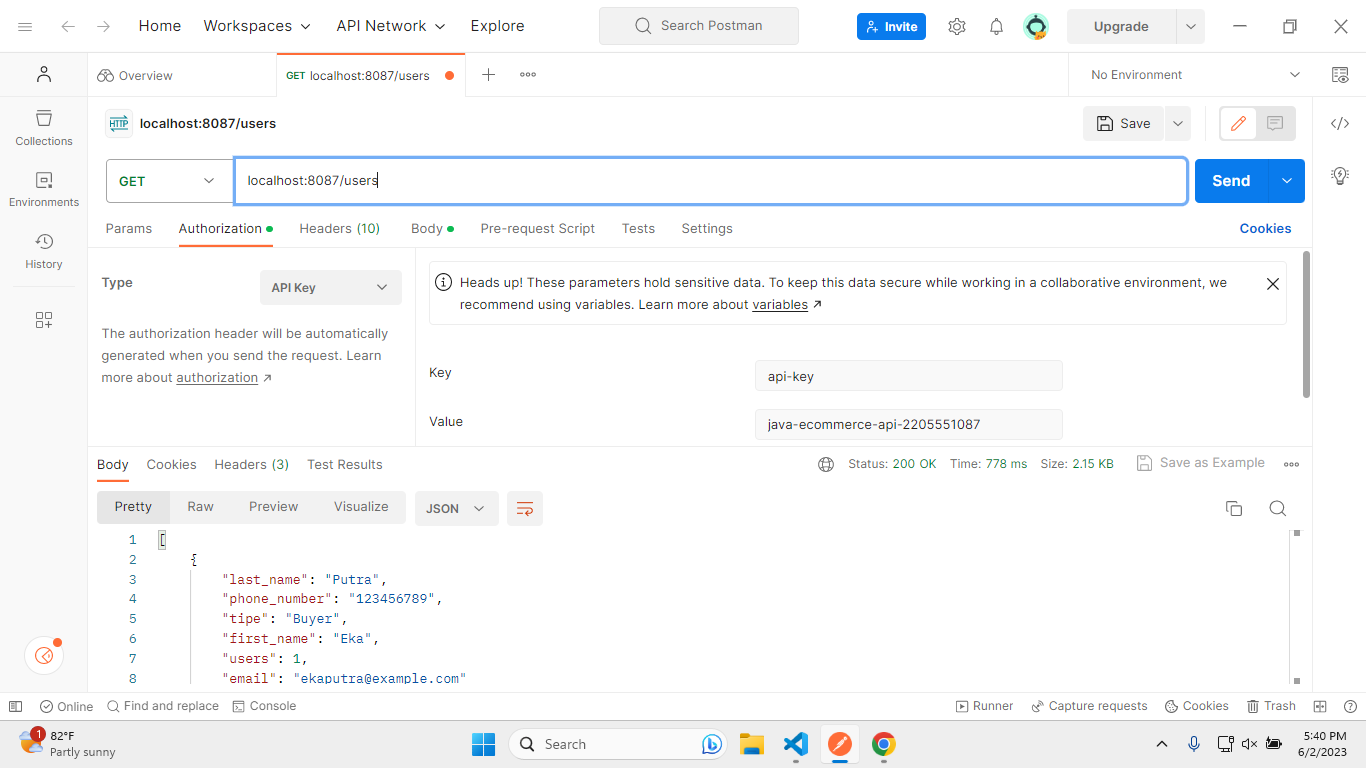 Home Workspaces API Network Explore Search Postman Invite Upgrade
Overview GET localhost:8087/users No Environment
HTTP localhost:8087/users Save
Collections
GET localhost:8087/users Send
Environments
Params Authorization Headers (10) Body Pre-request Script Tests Settings Cookies
History
Type API Key
Heads up! These parameters hold sensitive data. To keep this data secure while working in a collaborative environment, we
recommend using variables. Learn more about variables
The authorization header will be automatically
generated when you send the request. Learn
more about authorization
Key api-key
Value java-ecommerce-api-2205551087
Body Cookies Headers (3) Test Results Status: 200 OK Time: 778 ms Size: 2.15 KB Save as Example
Pretty Raw Preview Visualize JSON
1 [
2 {
3 "last_name": "Putra",
4 "phone_number": "123456789",
5 "tipe": "Buyer",
6 "first_name": "Eka",
7 "users": 1,
8 "email": "ekaputra@example.com"
Online Find and replace Console Runner Capture requests Cookies Trash
1 82°F
Partly sunny
Search
5:40 PM
6/2/2023